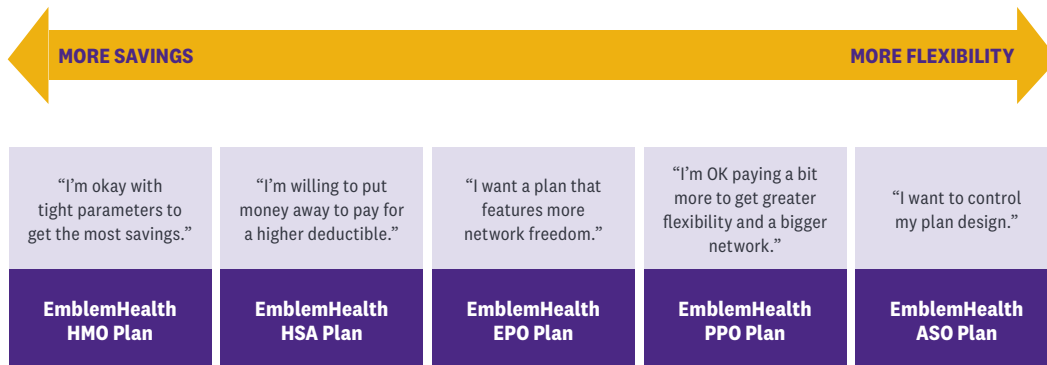 MORE SAVINGS
MORE FLEXIBILITY
“I’m okay with
tight parameters to
get the most savings.”
“I’m willing to put
money away to pay for
a higher deductible.”
“I want a plan that
features more
network freedom.”
“I’m OK paying a bit
more to get greater
flexibility and a bigger
network.”
“I want to control
my plan design.”
EmblemHealth
HMO Plan
EmblemHealth
HSA Plan
EmblemHealth
EPO Plan
EmblemHealth
PPO Plan
EmblemHealth
ASO Plan